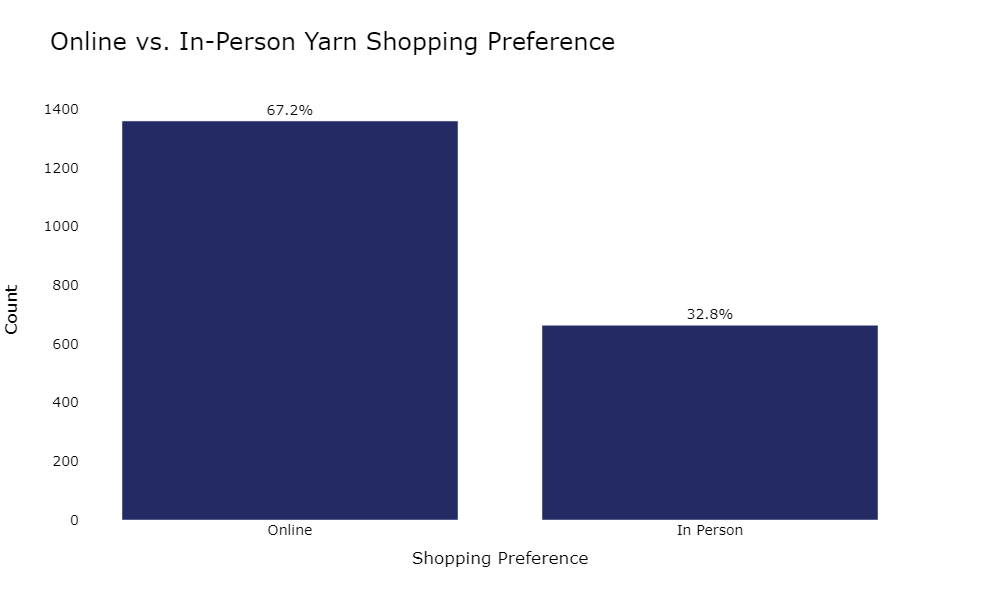 Online vs. In-Person Yarn Shopping Preference
1400
1200
1000
800
600
400
200
0
Count
67.2%
32.8%
Online
In Person
Shopping Preference